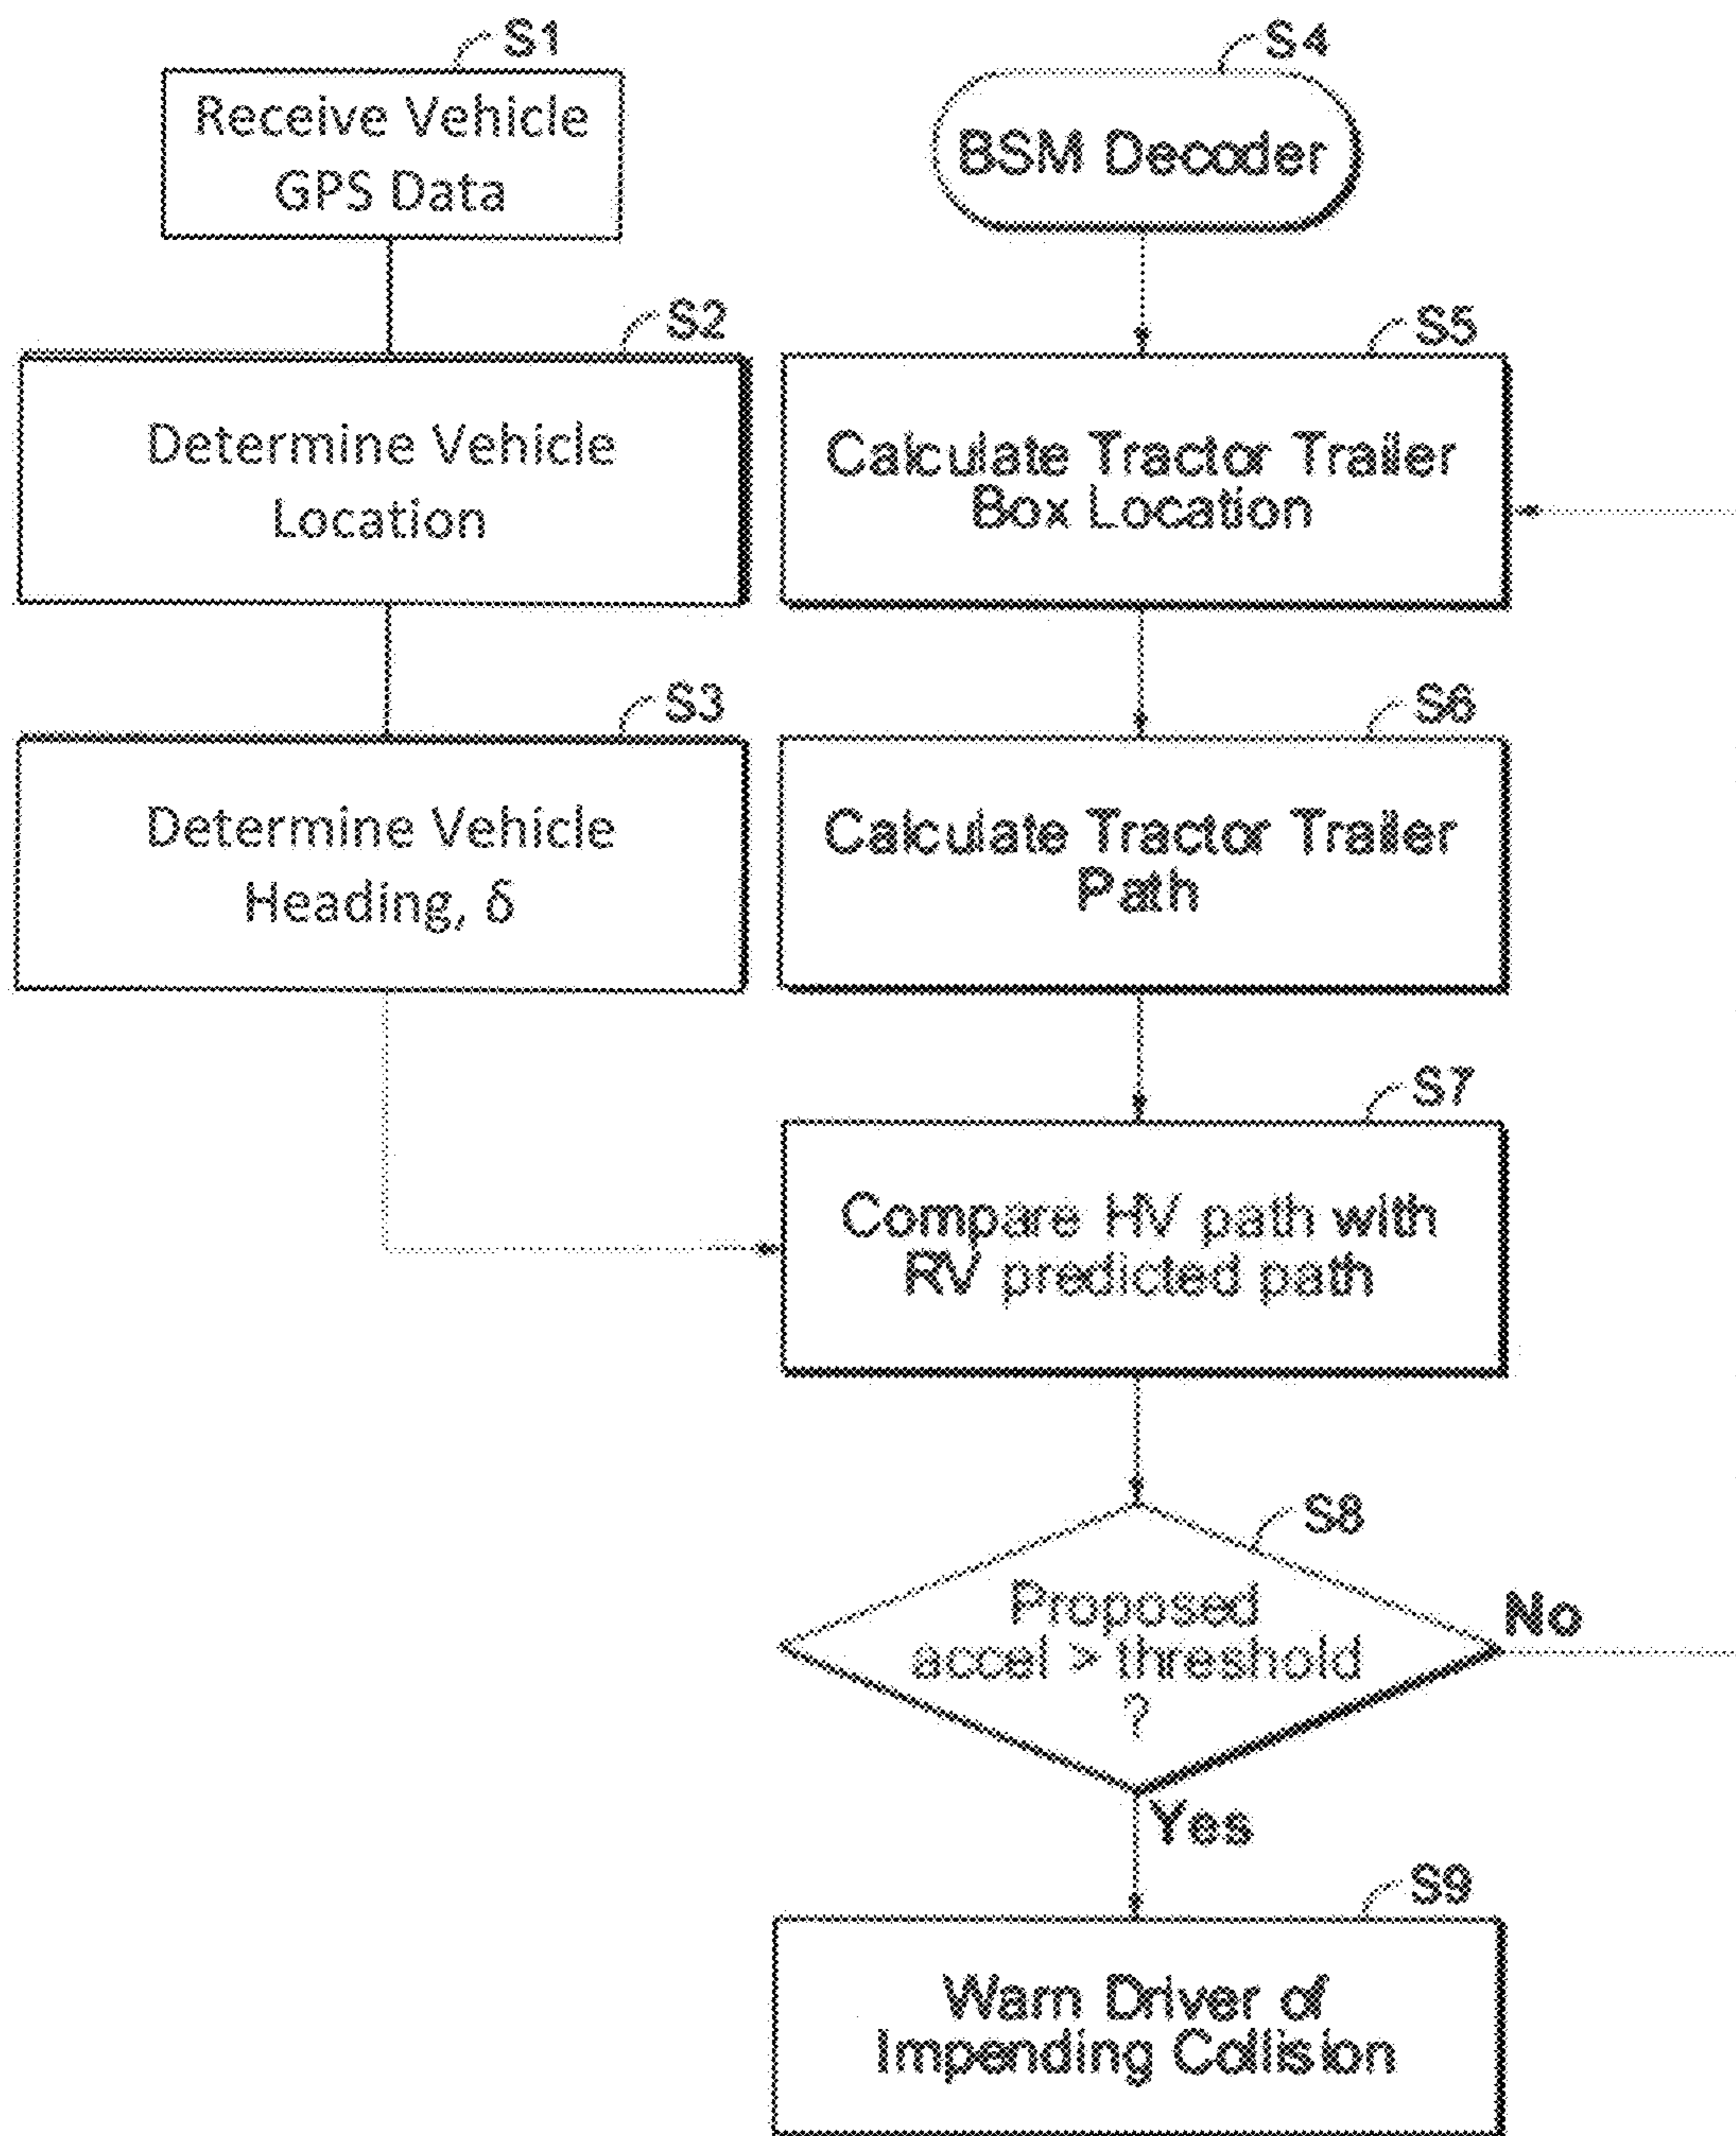 S1
Receive Vehicle
GPS Data
S2
Determine Vehicle
Location
S3
Determine Vehicle
Heading, δ
S4
BSM Decoder
S5
Calculate Tractor Trailer
Box Location
S6
Calculate Tractor Trailer
Path
S7
Compare HV path with
RV predicted path
S8
Proposed
accel > threshold
?
No
Yes
S9
Warn Driver of
Impending Collision